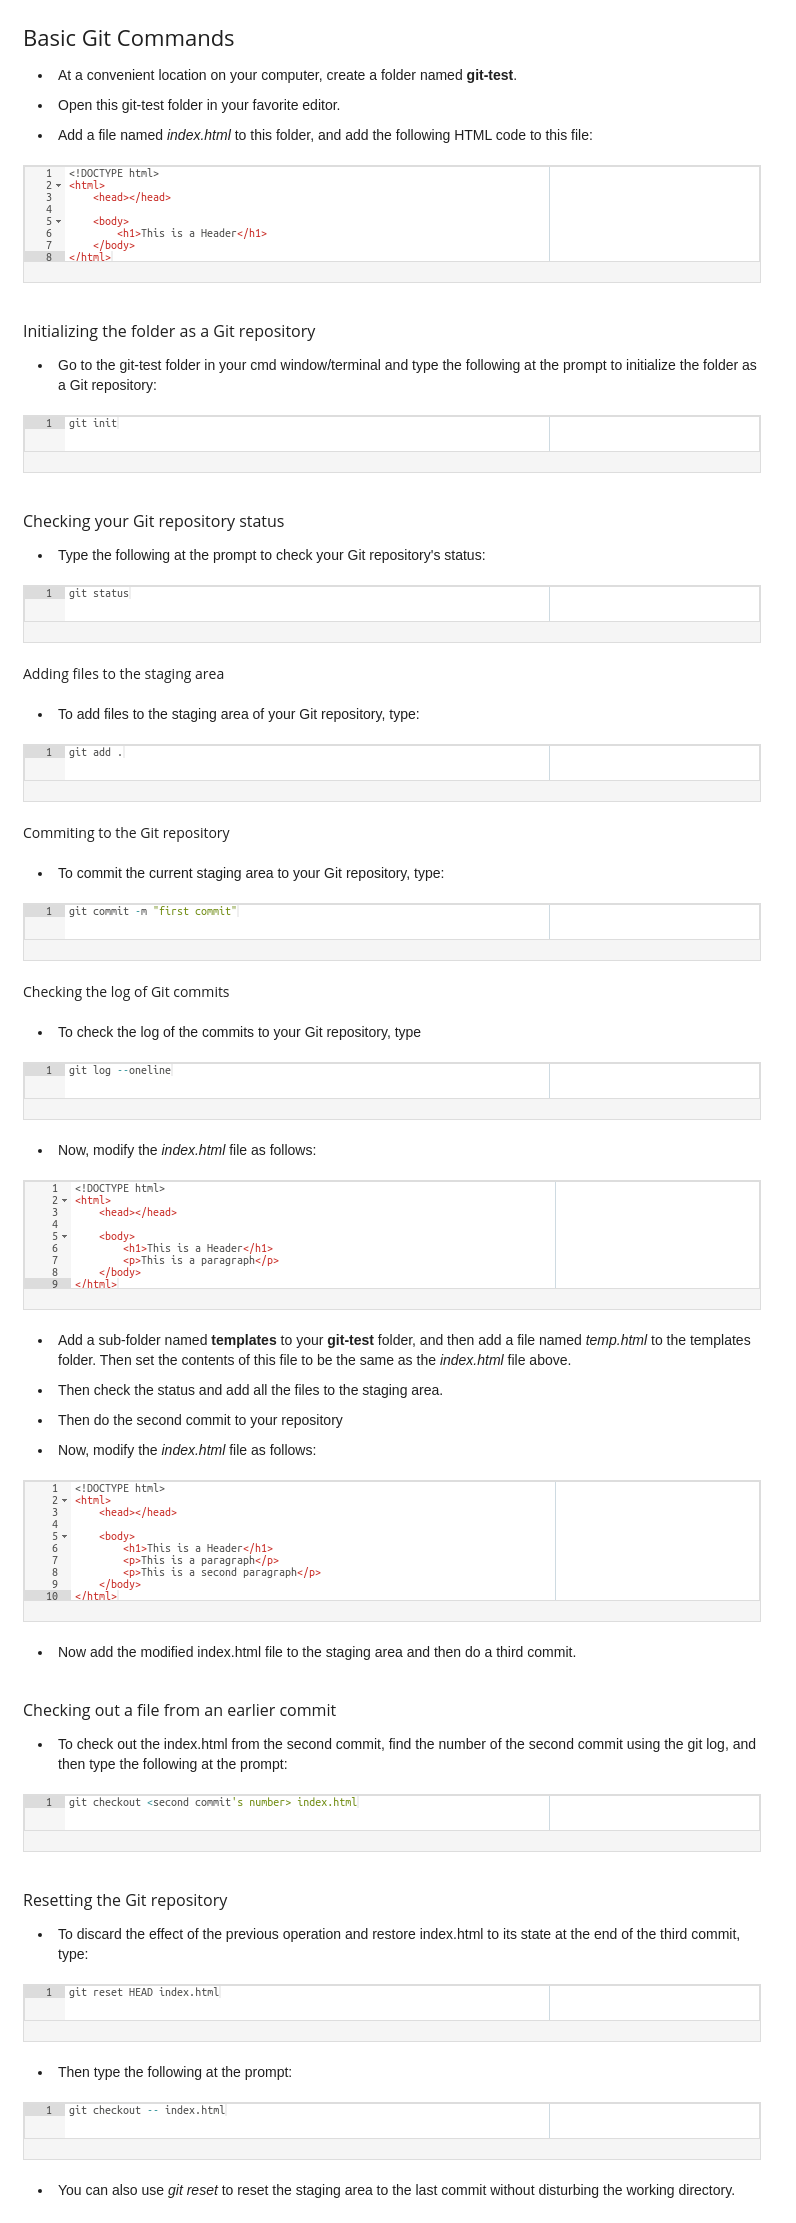 Basic Git Commands
• At a convenient location on your computer, create a folder named git-test.
• Open this git-test folder in your favorite editor.
• Add a file named index.html to this folder, and add the following HTML code to this file:
1 <!DOCTYPE html>
2 <html>
3     <head></head>
4
5     <body>
6         <h1>This is a Header</h1>
7     </body>
8 </html>
Initializing the folder as a Git repository
• Go to the git-test folder in your cmd window/terminal and type the following at the prompt to initialize the folder as
a Git repository:
1 git init
Checking your Git repository status
• Type the following at the prompt to check your Git repository's status:
1 git status
Adding files to the staging area
• To add files to the staging area of your Git repository, type:
1 git add .
Commiting to the Git repository
• To commit the current staging area to your Git repository, type:
1 git commit -m "first commit"
Checking the log of Git commits
• To check the log of the commits to your Git repository, type
1 git log --oneline
• Now, modify the index.html file as follows:
1 <!DOCTYPE html>
2 <html>
3     <head></head>
4
5     <body>
6         <h1>This is a Header</h1>
7         <p>This is a paragraph</p>
8     </body>
9 </html>
• Add a sub-folder named templates to your git-test folder, and then add a file named temp.html to the templates
folder. Then set the contents of this file to be the same as the index.html file above.
• Then check the status and add all the files to the staging area.
• Then do the second commit to your repository
• Now, modify the index.html file as follows:
1 <!DOCTYPE html>
2 <html>
3     <head></head>
4
5     <body>
6         <h1>This is a Header</h1>
7         <p>This is a paragraph</p>
8         <p>This is a second paragraph</p>
9     </body>
10 </html>
• Now add the modified index.html file to the staging area and then do a third commit.
Checking out a file from an earlier commit
• To check out the index.html from the second commit, find the number of the second commit using the git log, and
then type the following at the prompt:
1 git checkout <second commit's number> index.html
Resetting the Git repository
• To discard the effect of the previous operation and restore index.html to its state at the end of the third commit,
type:
1 git reset HEAD index.html
• Then type the following at the prompt:
1 git checkout -- index.html
• You can also use git reset to reset the staging area to the last commit without disturbing the working directory.